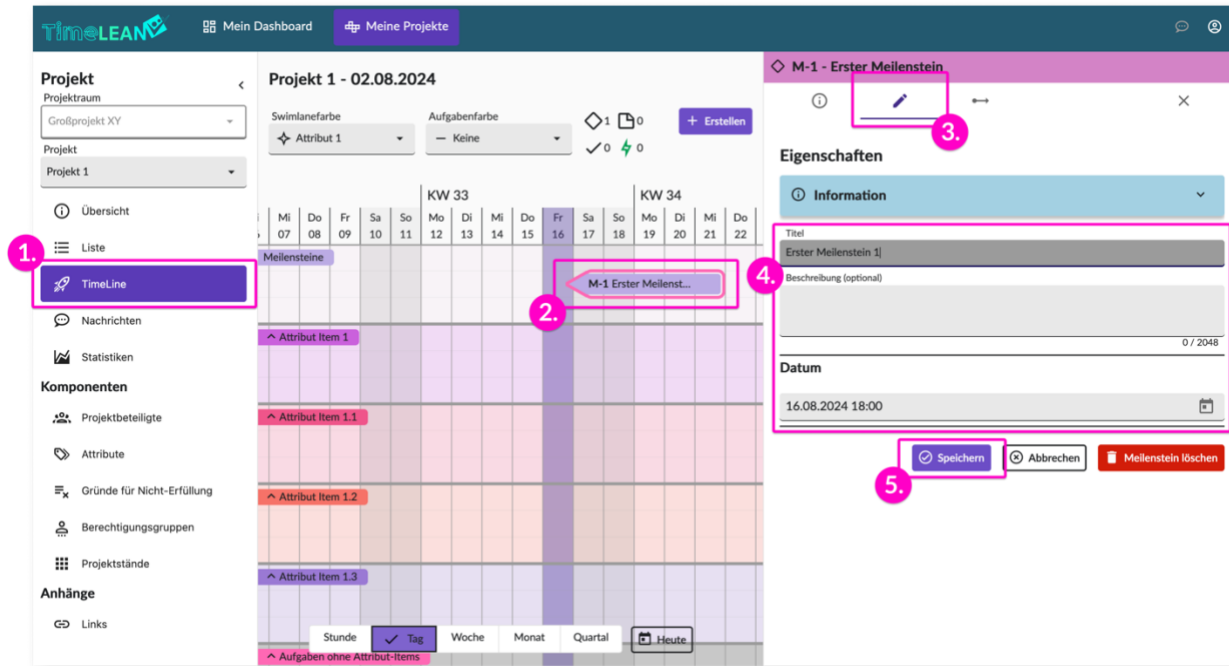 TimeLEAN
Mein Dashboard
Meine Projekte
Projekt
Projektraum
Großprojekt XY
Projekt
Projekt 1
Übersicht
Liste
1.
TimeLine
Nachrichten
Statistiken
Komponenten
Projektbeteiligte
Attribute
Gründe für Nicht-Erfüllung
Berechtigungsgruppen
Projektstände
Anhänge
Links
Projekt 1 - 02.08.2024
Swimlanefarbe
Attribut 1
Aufgabenfarbe
Keine
1 0
0 0
+ Erstellen
KW 33 KW 34
Mi Do Fr Sa So Mo Di Mi Do Fr Sa So Mo Di Mi Do
07 08 09 10 11 12 13 14 15 16 17 18 19 20 21 22
Meilensteine
M-1 Erster Meilenst...
2.
Attribut Item 1
Attribut Item 1.1
Attribut Item 1.2
Attribut Item 1.3
Stunde Tag Woche Monat Quartal Heute
Aufgaben ohne Attribut-Items
M-1 - Erster Meilenstein
3.
Eigenschaften
Information
4.
Titel
Erster Meilenstein 1
Beschreibung (optional)
0 / 2048
Datum
16.08.2024 18:00
5.
Speichern Abbrechen Meilenstein löschen